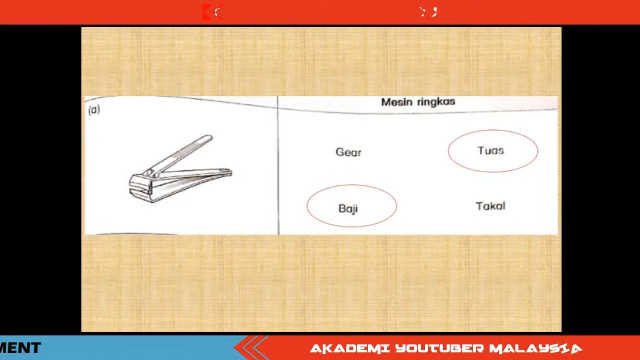 Mesin ringkas
(a)
Gear
Tuas
Baji
Takal
MENT
AKADEMI YOUTUBER MALAYSIA